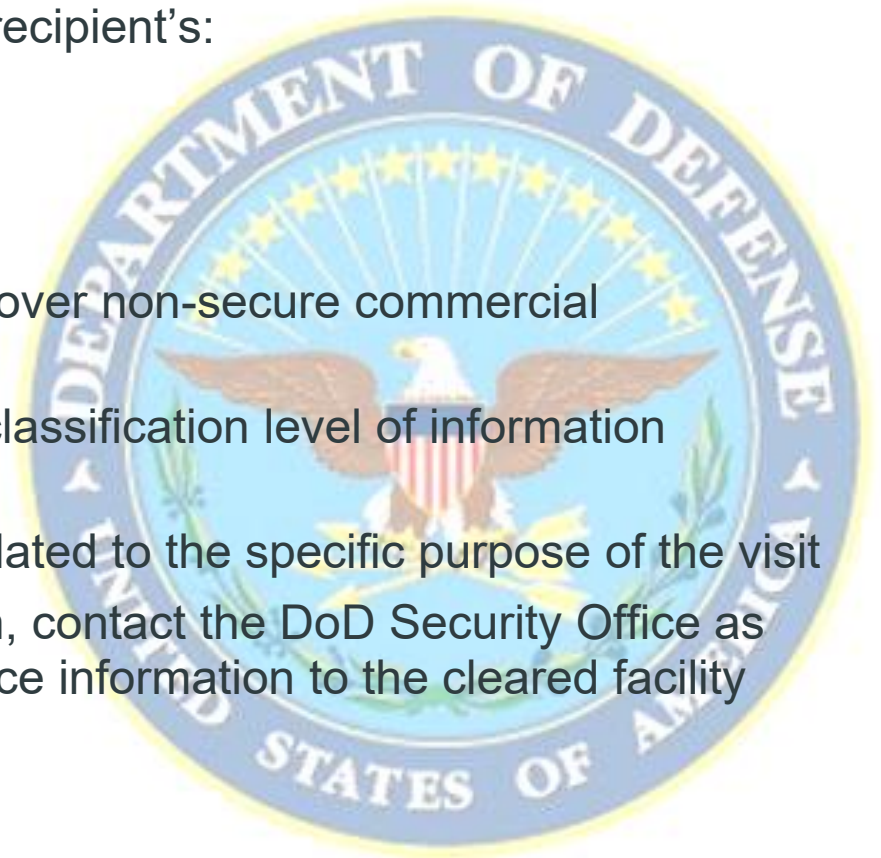 recipient’s:
over non-secure commercial
classification level of information
lated to the specific purpose of the visit
, contact the DoD Security Office as
ce information to the cleared facility
DEPARTMENT OF DEFENSE
UNITED STATES OF AMERICA